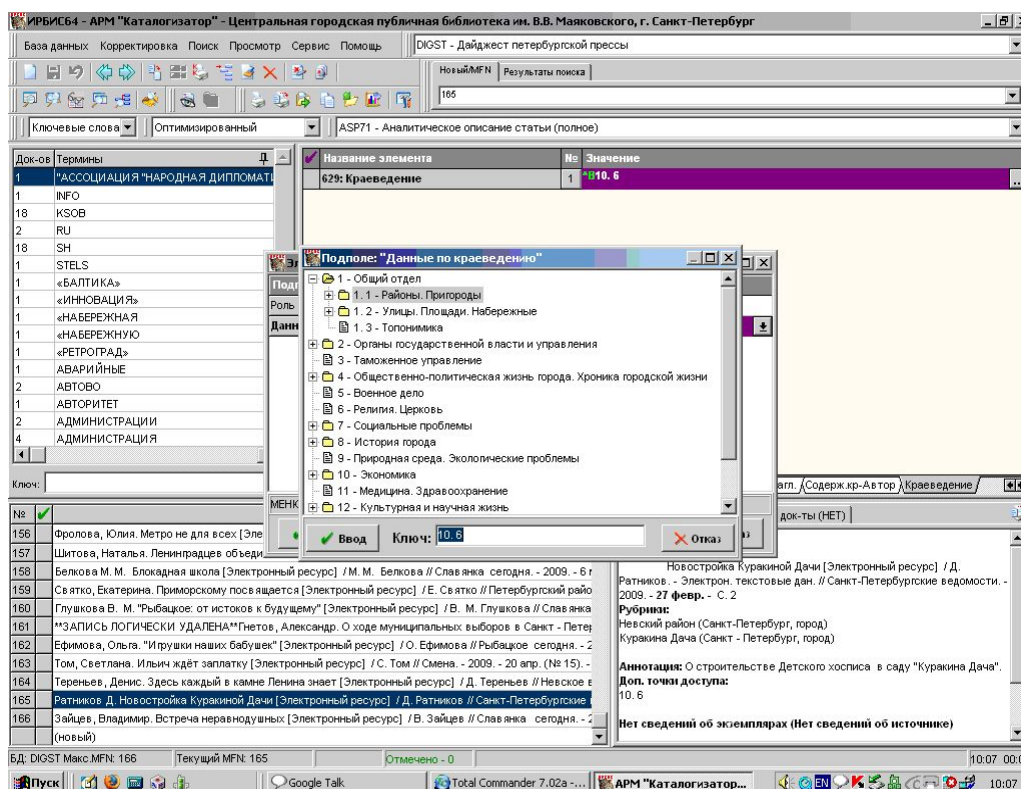 ИРБИС64 - АРМ "Каталогизатор" - Центральная городская публичная библиотека им. В.В. Маяковского, г. Санкт-Петербург
База данных Корректировка Поиск Просмотр Сервис Помощь
DIGST - Дайджест петербургской прессы
Новый/MFN Результаты поиска
165
Ключевые слова Оптимизированный ASP71 - Аналитическое описание статьи (полное)
Док-ов Термины
1 "АССОЦИАЦИЯ "НАРОДНАЯ ДИПЛОМАТИ
1 INFO
18 KSOB
2 RU
18 SH
1 STELS
1 «БАЛТИКА»
1 «ИННОВАЦИЯ»
1 «НАБЕРЕЖНАЯ
1 «НАБЕРЕЖНУЮ
1 «РЕТРОГРАД»
1 АВАРИЙНЫЕ
2 АВТОВО
1 АВТОРИТЕТ
2 АДМИНИСТРАЦИИ
4 АДМИНИСТРАЦИЯ
Ключ:
Название элемента № Значение
629: Краеведение 1 ^B10. 6
Эл
Подп
Роль
Данн
МЕНЮ
Подполе: "Данные по краеведению"
1 - Общий отдел
1. 1 - Районы. Пригороды
1. 2 - Улицы. Площади. Набережные
1. 3 - Топонимика
2 - Органы государственной власти и управления
3 - Таможенное управление
4 - Общественно-политическая жизнь города. Хроника городской жизни
5 - Военное дело
6 - Религия. Церковь
7 - Социальные проблемы
8 - История города
9 - Природная среда. Экологические проблемы
10 - Экономика
11 - Медицина. Здравоохранение
12 - Культурная и научная жизнь
Ввод Ключ: 10. 6 Отказ
агл. Содерж.кр-Автор Краеведение
док-ты (НЕТ)
№
156 Фролова, Юлия. Метро не для всех [Эле
157 Шитова, Наталья. Ленинградцев объеди
158 Белкова М. М. Блокадная школа [Электронный ресурс] / М. М. Белкова // Славянка сегодня. - 2009. - 6 г
159 Святко, Екатерина. Приморскому посвящается [Электронный ресурс] / Е. Святко // Петербургский райо
160 Глушкова В. М. "Рыбацкое: от истоков к будущему" [Электронный ресурс] / В. М. Глушкова // Славянка
161 **ЗАПИСЬ ЛОГИЧЕСКИ УДАЛЕНА**Гнетов, Александр. О ходе муниципальных выборов в Санкт - Петер
162 Ефимова, Ольга. "Игрушки наших бабушек" [Электронный ресурс] / О. Ефимова // Рыбацкое сегодня. - 2
163 Том, Светлана. Ильич ждёт заплатку [Электронный ресурс] / С. Том // Смена. - 2009. - 20 апр. (№ 15). -
164 Тереньев, Денис. Здесь каждый в камне Ленина знает [Электронный ресурс] / Д. Тереньев // Невское в
165 Ратников Д. Новостройка Куракиной Дачи [Электронный ресурс] / Д. Ратников // Санкт-Петербургские
166 Зайцев, Владимир. Встреча неравнодушных [Электронный ресурс] / В. Зайцев // Славянка сегодня. - 2
(новый)
Новостройка Куракиной Дачи [Электронный ресурс] / Д.
Ратников. - Электрон. текстовые дан. // Санкт-Петербургские ведомости. -
2009. - 27 февр. - С. 2
Рубрики:
Невский район (Санкт-Петербург, город)
Куракина Дача (Санкт - Петербург, город)
Аннотация: О строительстве Детского хосписа в саду "Куракина Дача".
Доп. точки доступа:
10. 6
Нет сведений об экземплярах (Нет сведений об источнике)
БД: DIGST Макс.MFN: 166 Текущий MFN: 165 Отмечено - 0 10:07 00:0
Пуск Google Talk Total Commander 7.02a -... АРМ "Каталогизатор... EN 10:07